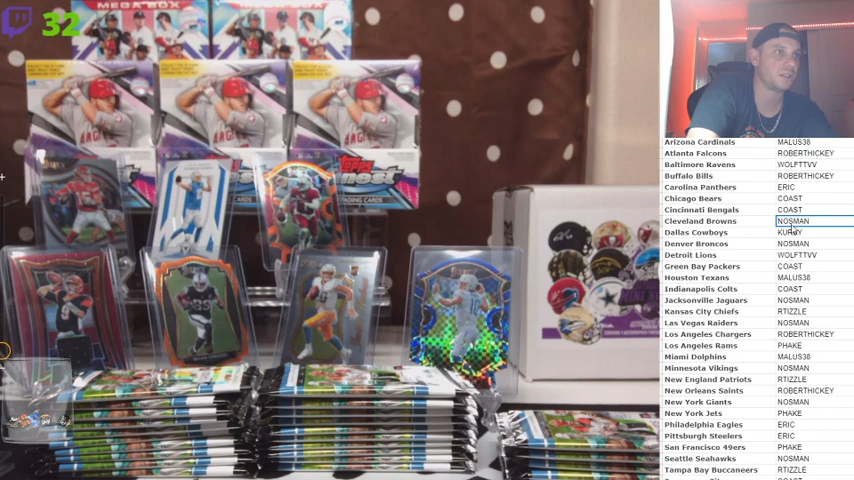 32
MEGA BOX
MEGA BOX
topps
finest
TRADING CARDS
Arizona Cardinals MALUS38
Atlanta Falcons ROBERTHICKEY
Baltimore Ravens WOLFTTVV
Buffalo Bills ROBERTHICKEY
Carolina Panthers ERIC
Chicago Bears COAST
Cincinnati Bengals COAST
Cleveland Browns NOSMAN
Dallas Cowboys
Denver Broncos NOSMAN
Detroit Lions WOLFTTVV
Green Bay Packers COAST
Houston Texans MALUS38
Indianapolis Colts COAST
Jacksonville Jaguars NOSMAN
Kansas City Chiefs RTIZZLE
Las Vegas Raiders NOSMAN
Los Angeles Chargers ROBERTHICKEY
Los Angeles Rams PHAKE
Miami Dolphins MALUS38
Minnesota Vikings NOSMAN
New England Patriots RTIZZLE
New Orleans Saints ROBERTHICKEY
New York Giants NOSMAN
New York Jets PHAKE
Philadelphia Eagles ERIC
Pittsburgh Steelers ERIC
San Francisco 49ers PHAKE
Seattle Seahawks NOSMAN
Tampa Bay Buccaneers RTIZZLE